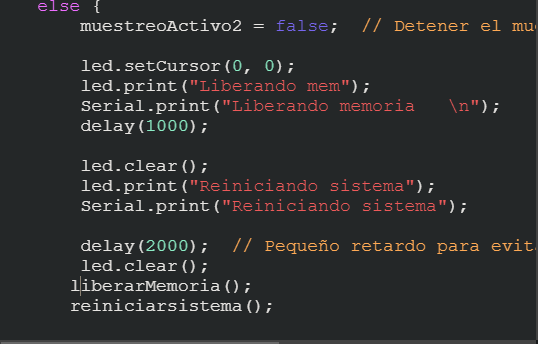 else {
muestreoActivo2 = false;  // Detener el
led.setCursor(0, 0);
led.print("Liberando mem");
Serial.print("Liberando memoria   \n");
delay(1000);
led.clear();
led.print("Reiniciando sistema");
Serial.print("Reiniciando sistema");
delay(2000);  // Pequeño retardo para
led.clear();
liberarMemoria();
reiniciarsistema();